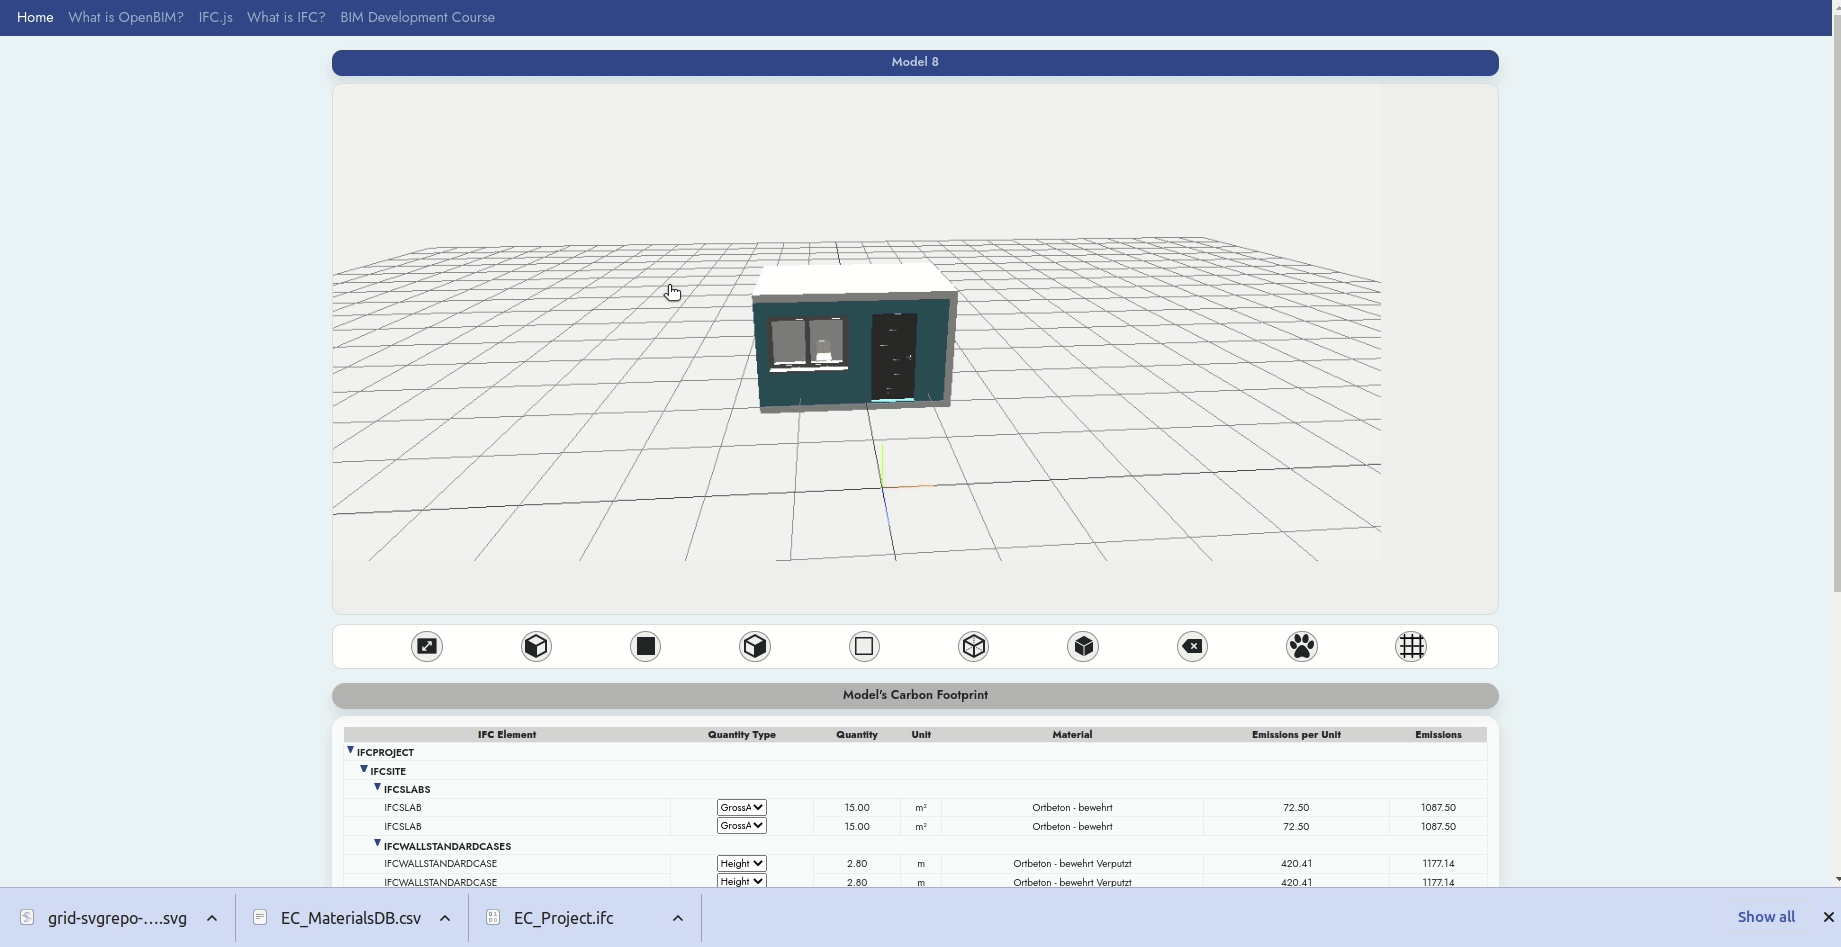 Home What is OpenBIM? IFC.js What is IFC? BIM Development Course
Model 8
Model's Carbon Footprint
IFC Element Quantity Type Quantity Unit Material Emissions per Unit Emissions
IFCPROJECT
IFCSITE
IFCSLABS
IFCSLAB GrossA 15.00 m² Ortbeton - bewehrt 72.50 1087.50
IFCSLAB GrossA 15.00 m² Ortbeton - bewehrt 72.50 1087.50
IFCWALLSTANDARDCASES
IFCWALLSTANDARDCASE Height 2.80 m Ortbeton - bewehrt Verputzt 420.41 1177.14
IFCWALLSTANDARDCASE Height 2.80 m Ortbeton - bewehrt Verputzt 420.41 1177.14
grid-svgrepo-....svg EC_MaterialsDB.csv EC_Project.ifc Show all